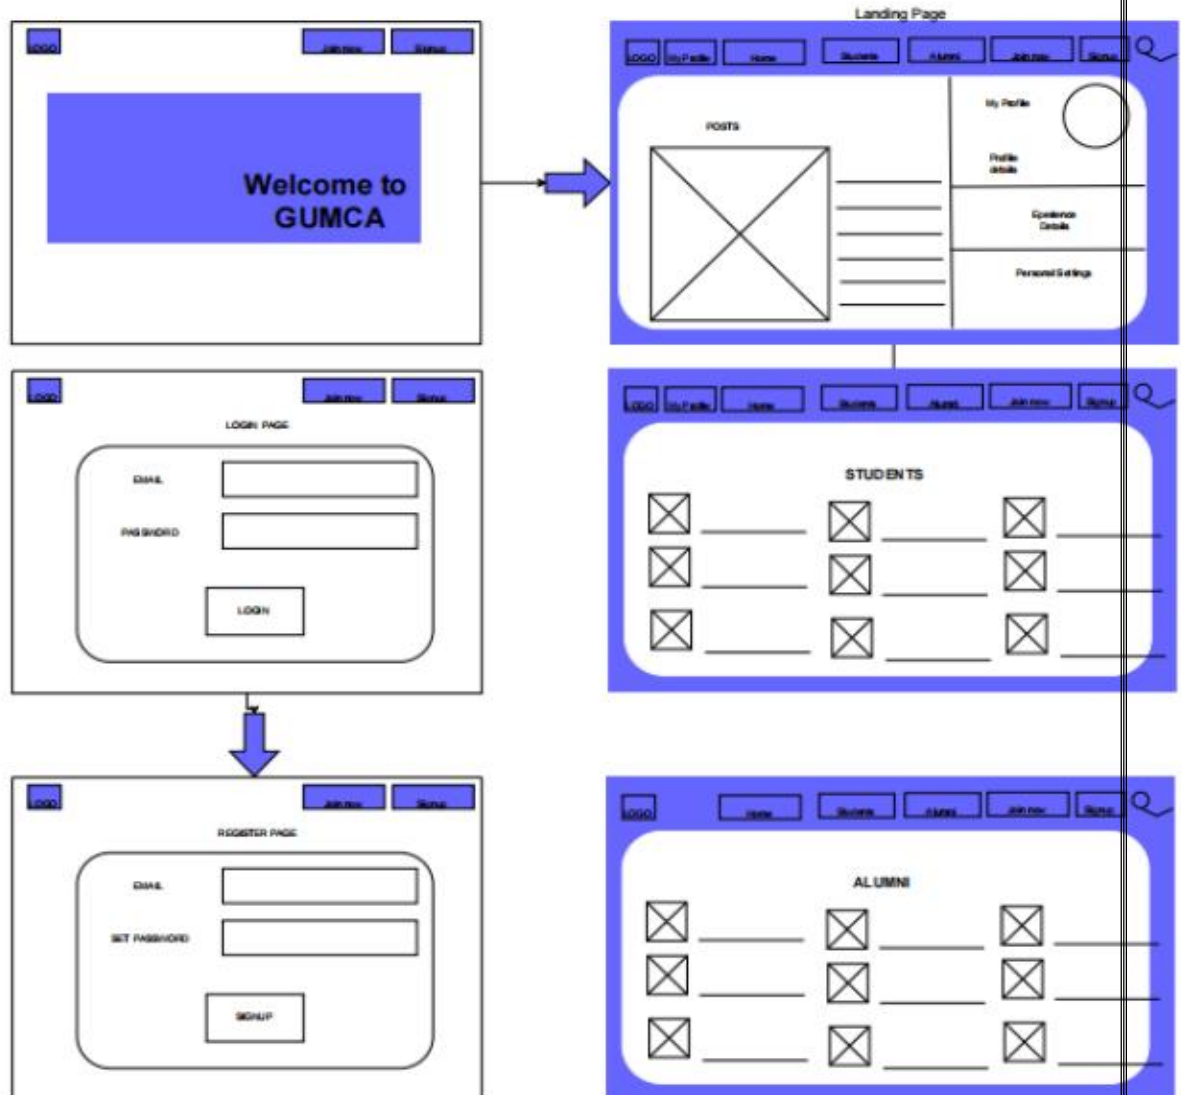 LOGO
Join now
Signup
Welcome to
GUMCA
Landing Page
LOGO
My Profile
Home
Students
Alumni
Join now
Signup
POSTS
My Profile
Profile
details
Eperience
Details
Personal Settings
LOGO
Join now
Signup
LOGIN PAGE
EMAIL
PASSWORD
LOGIN
LOGO
My Profile
Home
Students
Alumni
Join now
Signup
STUDENTS
LOGO
Join now
Signup
REGISTER PAGE
EMAIL
SET PASSWORD
SIGNUP
LOGO
Home
Students
Alumni
Join now
Signup
ALUMNI